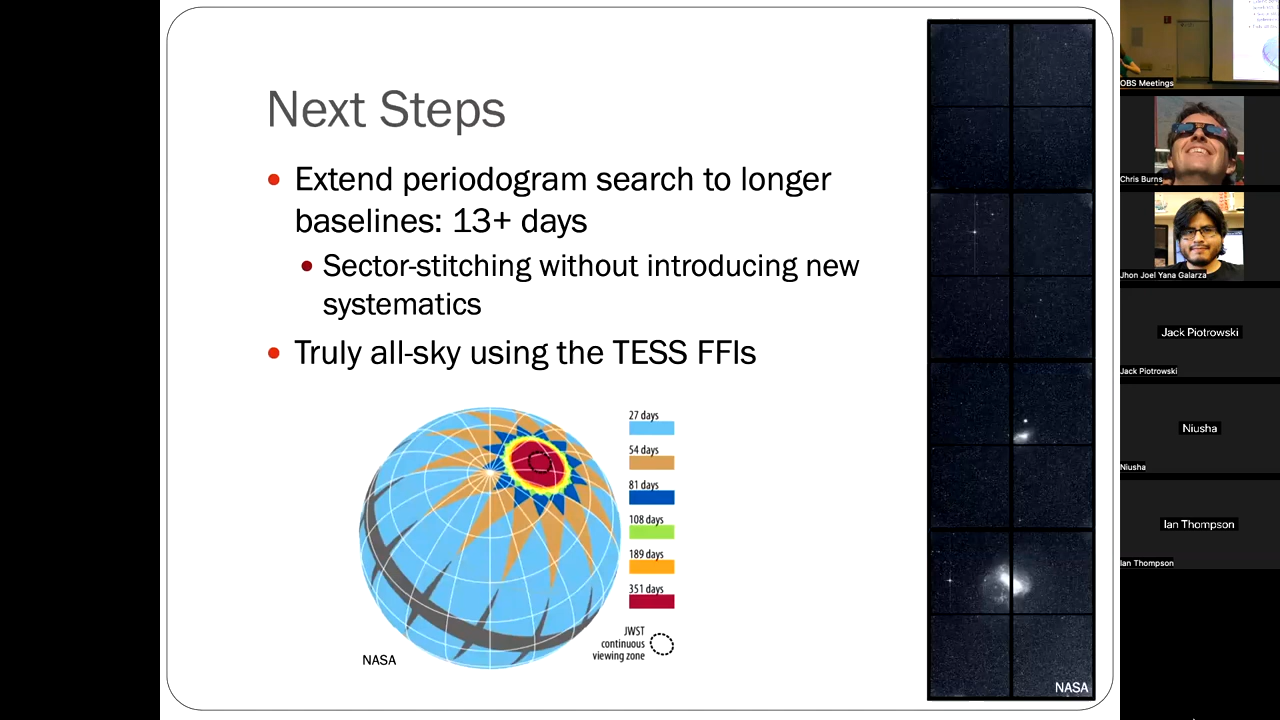 Next Steps
Extend periodogram search to longer
baselines: 13+ days
Sector-stitching without introducing new
systematics
Truly all-sky using the TESS FFIs
27 days
54 days
81 days
108 days
189 days
351 days
JWST
continuous
viewing zone
NASA
NASA
OBS Meetings
Chris Burns
Jhon Joel Yana Galarza
Jack Piotrowski
Jack Piotrowski
Niusha
Niusha
Ian Thompson
Ian Thompson